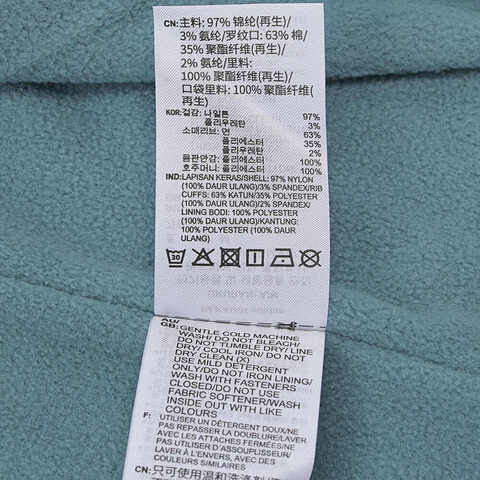 CN:主料: 97% 锦纶(再生)/
3% 氨纶/罗纹口: 63% 棉/
35% 聚酯纤维(再生)/
2% 氨纶/里料:
100% 聚酯纤维(再生)
/口袋里料: 100% 聚酯纤维
(再生)
KOR:겉감: 나일론 97%
폴리우레탄 3%
소매리브: 면 63%
폴리에스터 35%
폴리우레탄 2%
몸판안감: 폴리에스터 100%
호주머니: 폴리에스터 100%
IND:LAPISAN KERAS/SHELL: 97% NYLON
(100% DAUR ULANG)/3% SPANDEX/RIB
CUFFS: 63% KATUN/35% POLYESTER
(100% DAUR ULANG)/2% SPANDEX/
LINING BODI: 100% POLYESTER
(100% DAUR ULANG)/KANTUNG:
100% POLYESTER (100% DAUR
ULANG)
30
AU/
GB: GENTLE COLD MACHINE
WASH/ DO NOT BLEACH/
DO NOT TUMBLE DRY/ LINE
DRY/ COOL IRON/ DO NOT
DRY CLEAN (X)
USE MILD DETERGENT
ONLY/DO NOT IRON LINING/
WASH WITH FASTENERS
CLOSED/DO NOT USE
FABRIC SOFTENER/WASH
INSIDE OUT WITH LIKE
COLOURS
F: UTILISER UN DÉTERGENT DOUX/NE
PAS REPASSER LA DOUBLURE/LAVER
AVEC LES ATTACHES FERMÉES/NE
PAS UTILISER D'ASSOUPLISSEUR/
LAVER À L'ENVERS AVEC DES
COULEURS SIMILAIRES
CN:只可使用温和洗涤剂